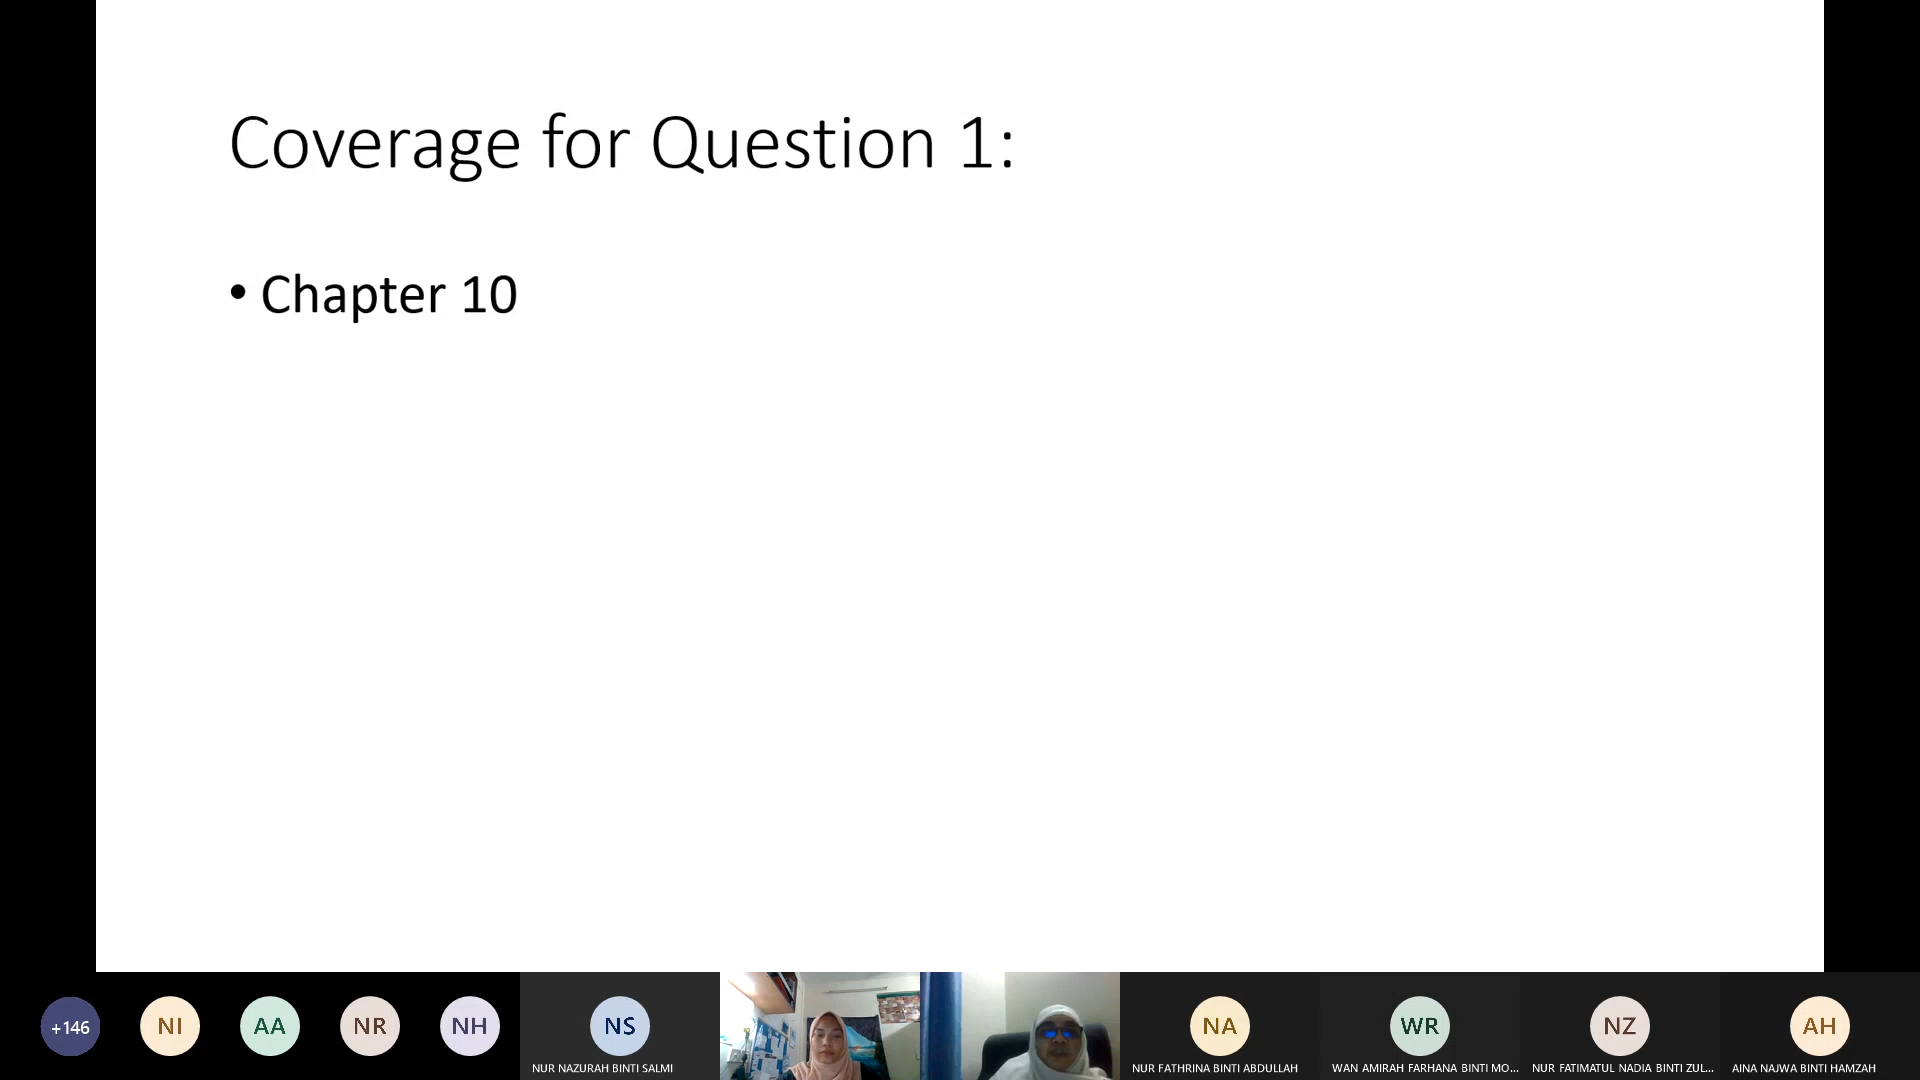 Coverage for Question 1:
• Chapter 10
+146
NI
AA
NR
NH
NS
NA
WR
NZ
AH
NUR NAZURAH BINTI SALMI
NUR FATHRINA BINTI ABDULLAH
WAN AMIRAH FARHANA BINTI MO...
NUR FATIMATUL NADIA BINTI ZUL...
AINA NAJWA BINTI HAMZAH